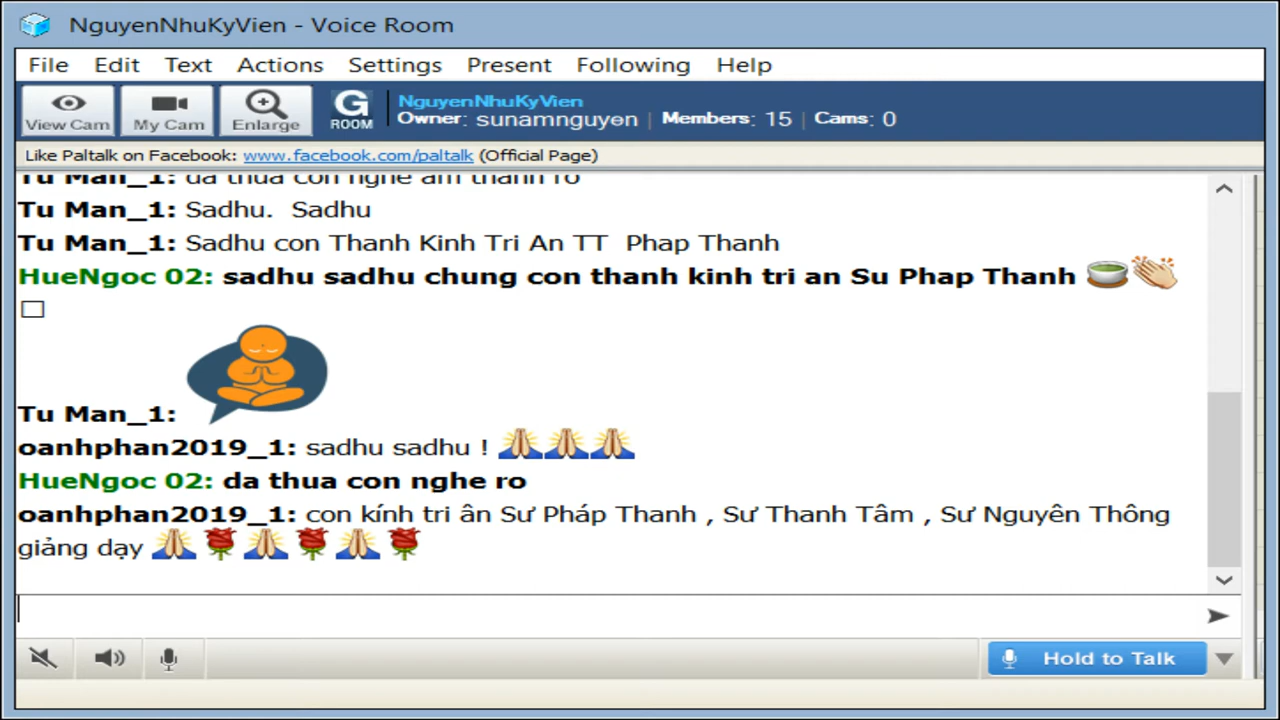 NguyenNhuKyVien - Voice Room
File Edit Text Actions Settings Present Following Help
View Cam My Cam Enlarge G ROOM
NguyenNhuKyVien
Owner: sunamnguyen | Members: 15 | Cams: 0
Like Paltalk on Facebook: www.facebook.com/paltalk (Official Page)
Tu Man_1: da thua con nghe am thanh ro
Tu Man_1: Sadhu. Sadhu
Tu Man_1: Sadhu con Thanh Kinh Tri An TT Phap Thanh
HueNgoc 02: sadhu sadhu chung con thanh kinh tri an Su Phap Thanh
Tu Man_1:
oanhphan2019_1: sadhu sadhu !
HueNgoc 02: da thua con nghe ro
oanhphan2019_1: con kính tri ân Sư Pháp Thanh , Sư Thanh Tâm , Sư Nguyên Thông
giảng dạy
Hold to Talk